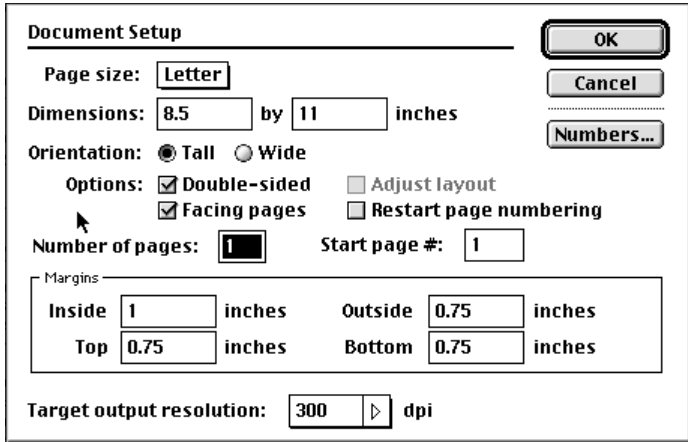 Document Setup
OK
Page size: Letter
Cancel
Dimensions: 8.5 by 11 inches
Numbers...
Orientation: Tall Wide
Options: Double-sided Adjust layout
Facing pages Restart page numbering
Number of pages: 1 Start page #: 1
Margins
Inside 1 inches Outside 0.75 inches
Top 0.75 inches Bottom 0.75 inches
Target output resolution: 300 dpi